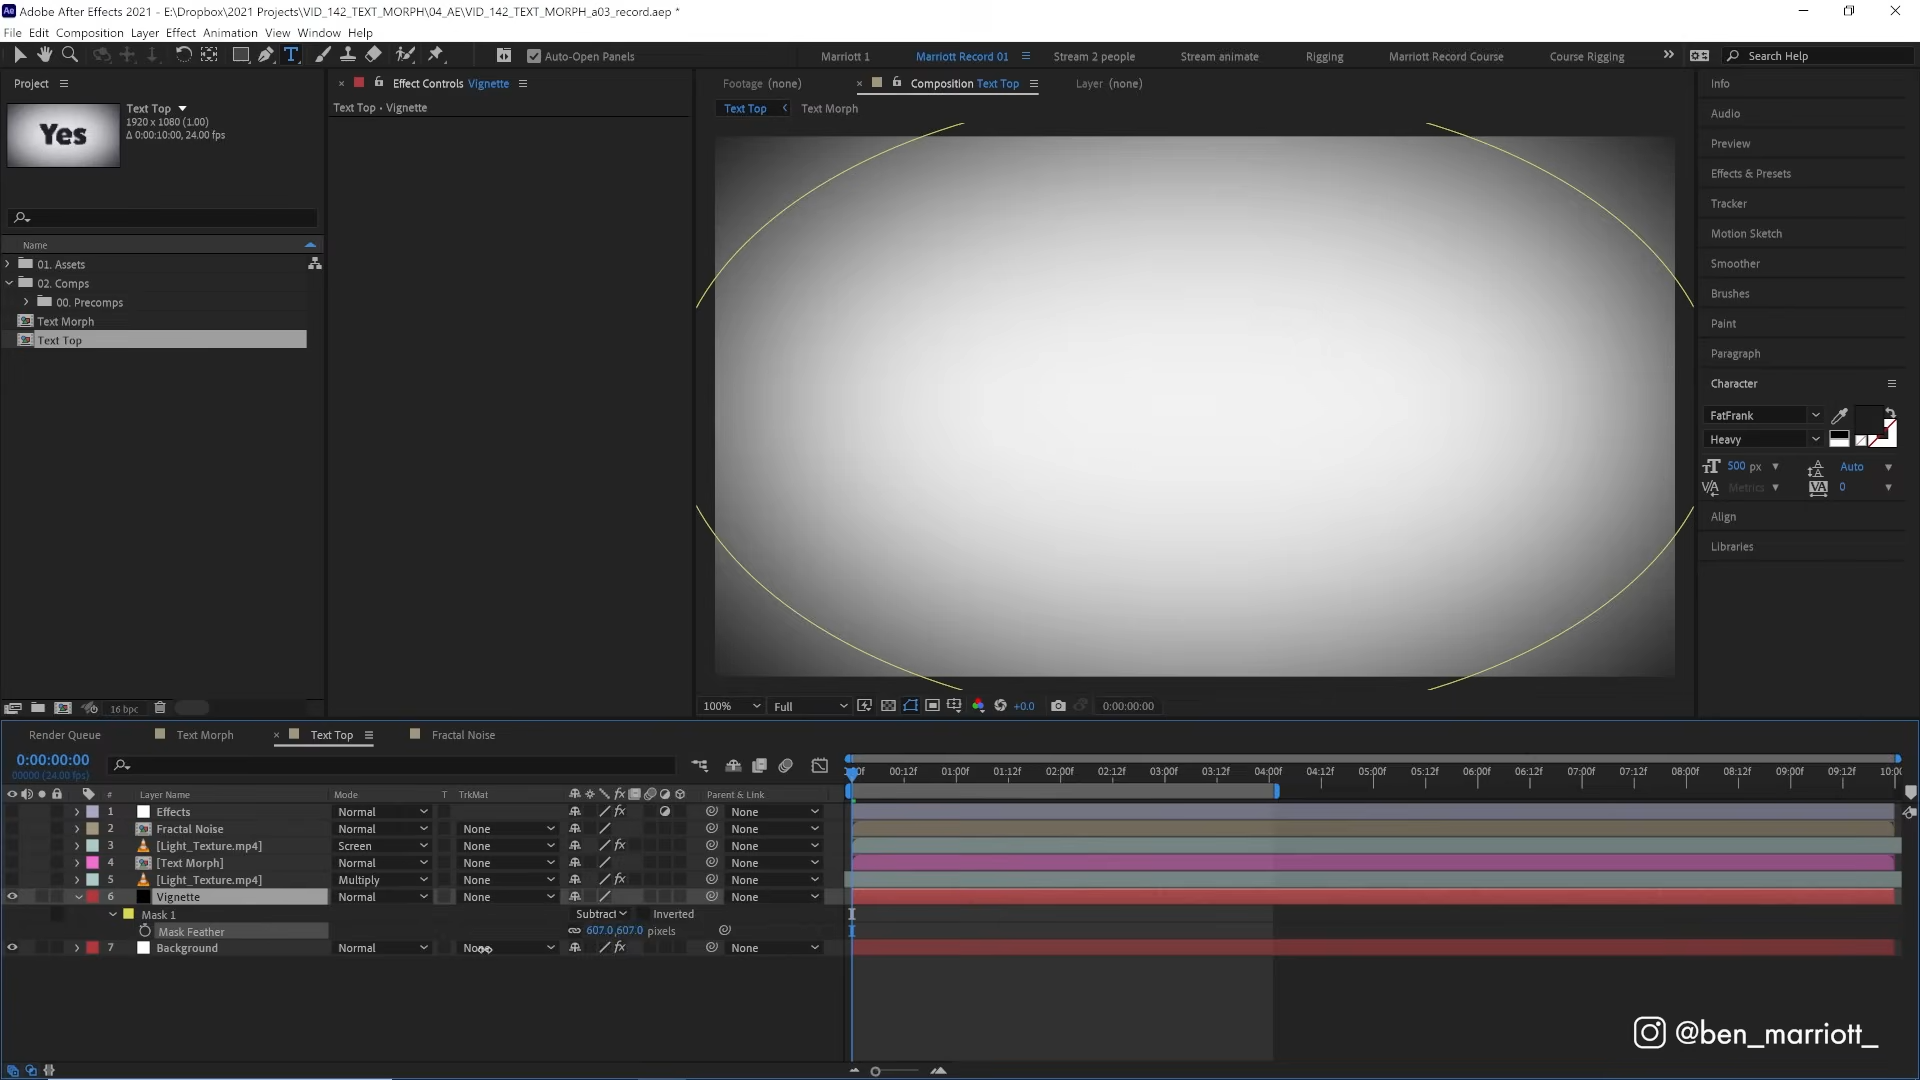 Adobe After Effects 2021 - E:\Dropbox\2021 Projects\VID_142_TEXT_MORPH\04_AE\VID_142_TEXT_MORPH_a03_record.aep *
File Edit Composition Layer Effect Animation View Window Help
Auto-Open Panels Marriott 1 Marriott Record 01 Stream 2 people Stream animate Rigging Marriott Record Course Course Rigging Search Help
Project
Effect Controls Vignette
Footage (none) Composition Text Top Layer (none)
Info
Yes
Text Top
1920 x 1080 (1.00)
Δ 0:00:10:00, 24.00 fps
Text Top • Vignette
Text Top Text Morph
Audio
Preview
Effects & Presets
Tracker
Motion Sketch
Smoother
Brushes
Paint
Paragraph
Character
FatFrank
Heavy
500 px Auto
Metrics 0
Align
Libraries
Name
01. Assets
02. Comps
00. Precomps
Text Morph
Text Top
16 bpc
100% Full +0.0 0:00:00:00
Render Queue Text Morph Text Top Fractal Noise
0:00:00:00
00000 (24.00 fps)
00:12f 01:00f 01:12f 02:00f 02:12f 03:00f 03:12f 04:00f 04:12f 05:00f 05:12f 06:00f 06:12f 07:00f 07:12f 08:00f 08:12f 09:00f 09:12f
# Layer Name Mode T TrkMat Parent & Link
1 Effects Normal None
2 Fractal Noise Normal None None
3 [Light_Texture.mp4] Screen None None
4 [Text Morph] Normal None None
5 [Light_Texture.mp4] Multiply None None
6 Vignette Normal None None
Mask 1 Subtract Inverted
Mask Feather 607.0,607.0 pixels
7 Background Normal None None
@ben_marriott_